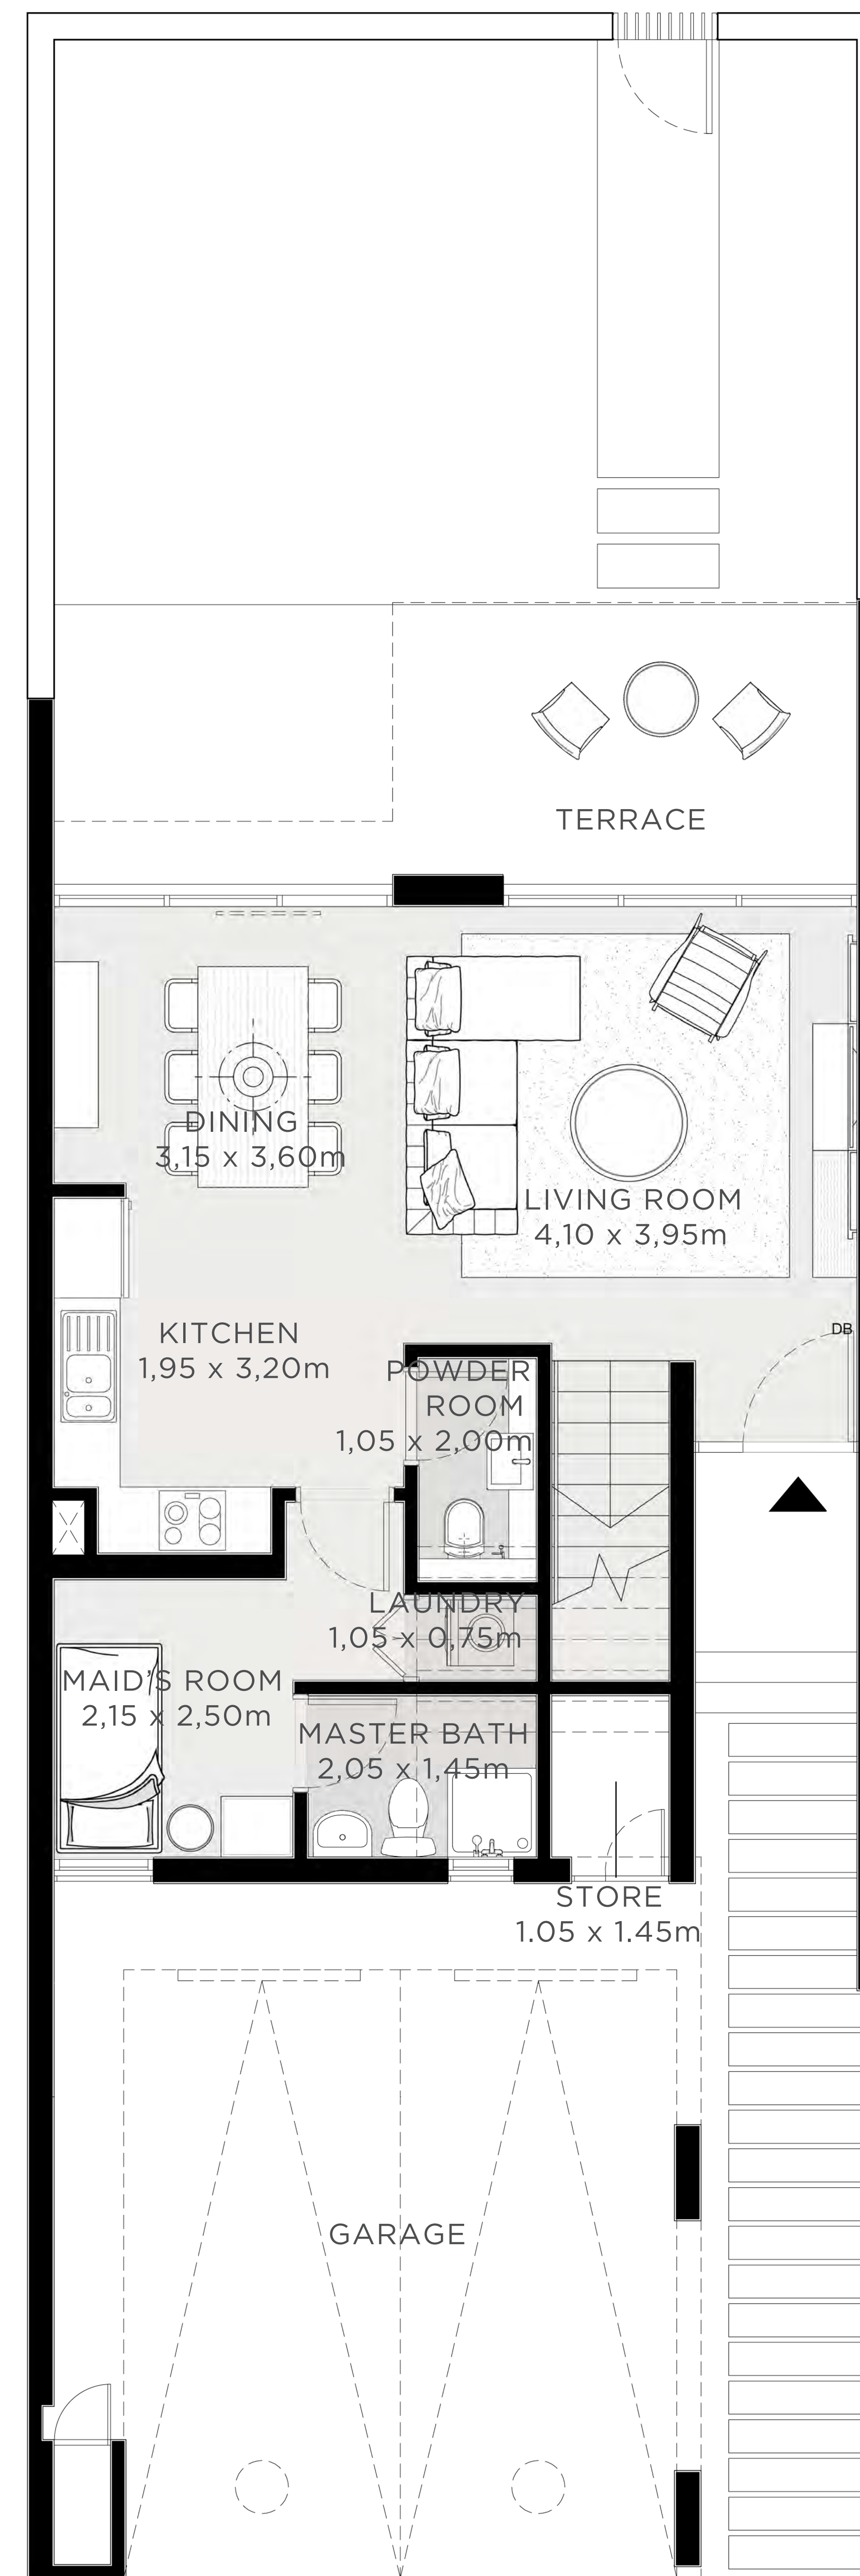 TERRACE
DINING
3,15 x 3,60m
LIVING ROOM
4,10 x 3,95m
DB
KITCHEN
1,95 x 3,20m
POWDER
ROOM
1,05 x 2,00m
LAUNDRY
1,05 x 0,75m
MAID'S ROOM
2,15 x 2,50m
MASTER BATH
2,05 x 1,45m
STORE
1.05 x 1.45m
GARAGE